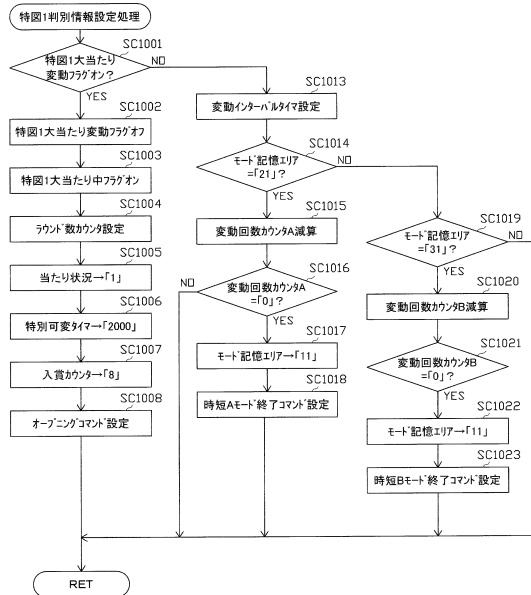 特図1判別情報設定処理
SC1001
特図1大当たり
変動フラグオン?
NO
YES
SC1002
特図1大当たり変動フラグオフ
SC1003
特図1大当たり中フラグオン
SC1004
ラウンド数カウンタ設定
SC1005
当たり状況→「1」
SC1006
特別可変タイマ→「2000」
SC1007
入賞カウンタ→「8」
SC1008
オープニングコマンド設定
SC1013
変動インターバルタイマ設定
SC1014
モード記憶エリア
=「21」?
NO
YES
SC1015
変動回数カウンタA減算
SC1016
変動回数カウンタA
=「0」?
NO
YES
SC1017
モード記憶エリア→「11」
SC1018
時短Aモード終了コマンド設定
SC1019
モード記憶エリア
=「31」?
NO
YES
SC1020
変動回数カウンタB減算
SC1021
変動回数カウンタB
=「0」?
YES
SC1022
モード記憶エリア→「11」
SC1023
時短Bモード終了コマンド設定
RET